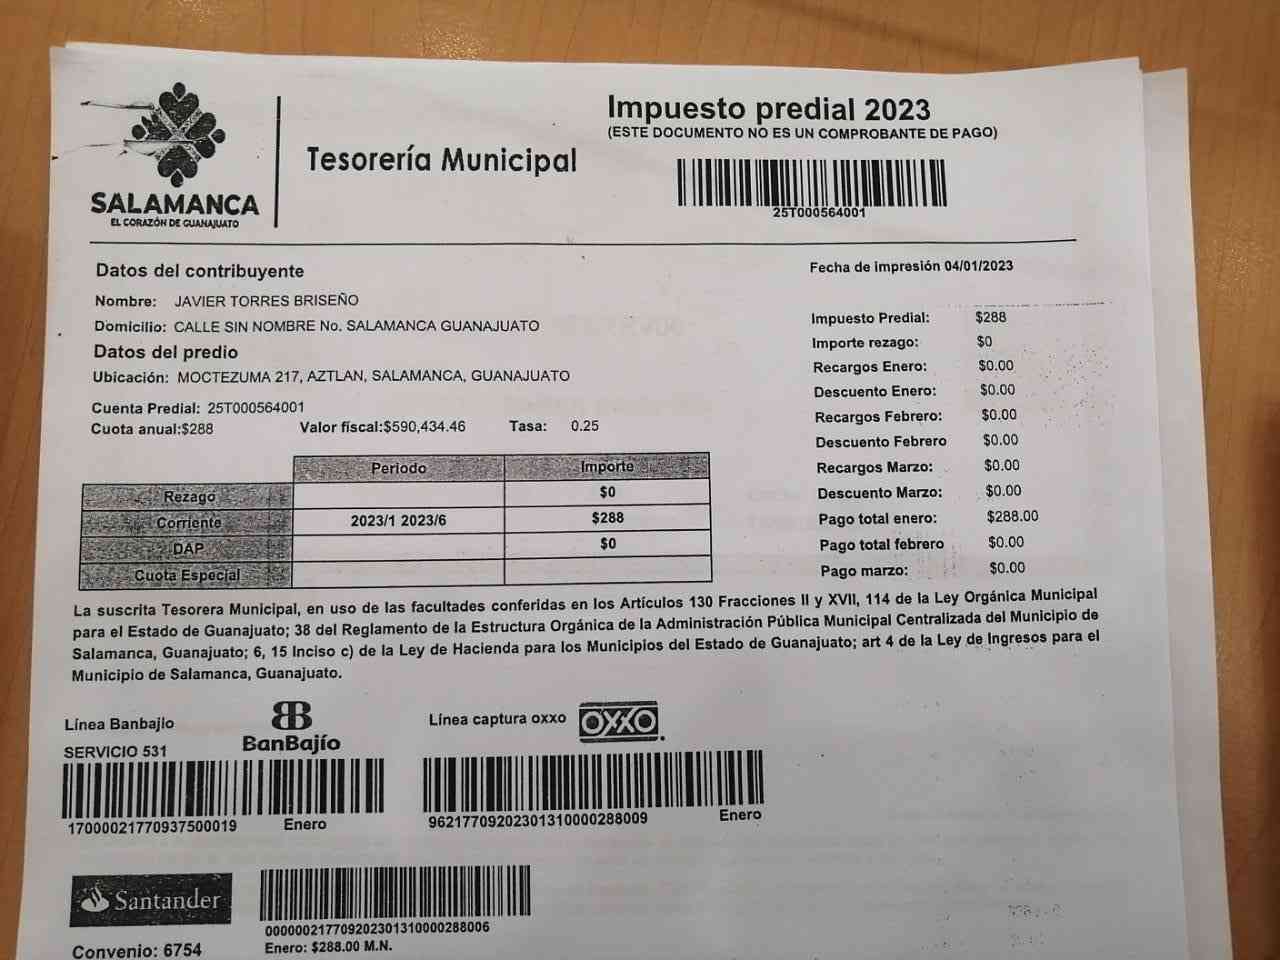 SALAMANCA
EL CORAZÓN DE GUANAJUATO
Tesorería Municipal
Impuesto predial 2023
(ESTE DOCUMENTO NO ES UN COMPROBANTE DE PAGO)
25T000564001
Datos del contribuyente
Fecha de impresión 04/01/2023
Nombre: JAVIER TORRES BRISEÑO
Domicilio: CALLE SIN NOMBRE No. SALAMANCA GUANAJUATO
Datos del predio
Ubicación: MOCTEZUMA 217, AZTLAN, SALAMANCA, GUANAJUATO
Cuenta Predial: 25T000564001
Cuota anual:$288 Valor fiscal:$590,434.46 Tasa: 0.25
Impuesto Predial: $288
Importe rezago: $0
Recargos Enero: $0.00
Descuento Enero: $0.00
Recargos Febrero: $0.00
Descuento Febrero $0.00
Recargos Marzo: $0.00
Descuento Marzo: $0.00
Pago total enero: $288.00
Pago total febrero $0.00
Pago marzo: $0.00
Periodo Importe
Rezago $0
Corriente 2023/1 2023/6 $288
DAP $0
Cuota Especial
La suscrita Tesorera Municipal, en uso de las facultades conferidas en los Artículos 130 Fracciones II y XVII, 114 de la Ley Orgánica Municipal
para el Estado de Guanajuato; 38 del Reglamento de la Estructura Orgánica de la Administración Pública Municipal Centralizada del Municipio de
Salamanca, Guanajuato; 6, 15 Inciso c) de la Ley de Hacienda para los Municipios del Estado de Guanajuato; art 4 de la Ley de Ingresos para el
Municipio de Salamanca, Guanajuato.
Línea Banbajio
BanBajío
SERVICIO 531
17000021770937500019 Enero
Línea captura oxxo OXXO
96217709202301310000288009 Enero
Santander
Convenio: 6754
00000021770920230131​0000288006
Enero: $288.00 M.N.